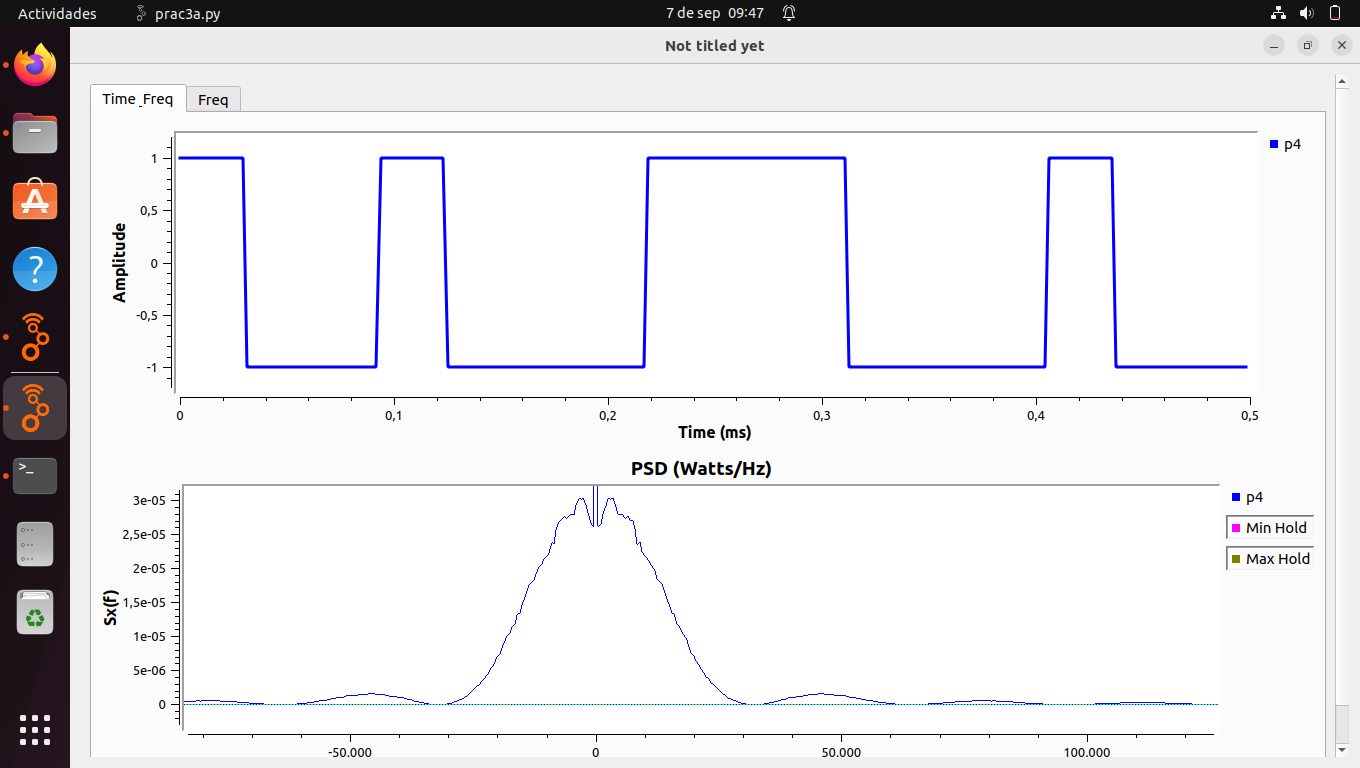 Actividades prac3a.py 7 de sep 09:47
Not titled yet
Time_Freq Freq
1
0,5
0
-0,5
-1
Amplitude
p4
0 0,1 0,2 0,3 0,4 0,5
Time (ms)
PSD (Watts/Hz)
3e-05
2,5e-05
2e-05
1,5e-05
1e-05
5e-06
0
Sx(f)
p4
Min Hold
Max Hold
-50.000 0 50.000 100.000